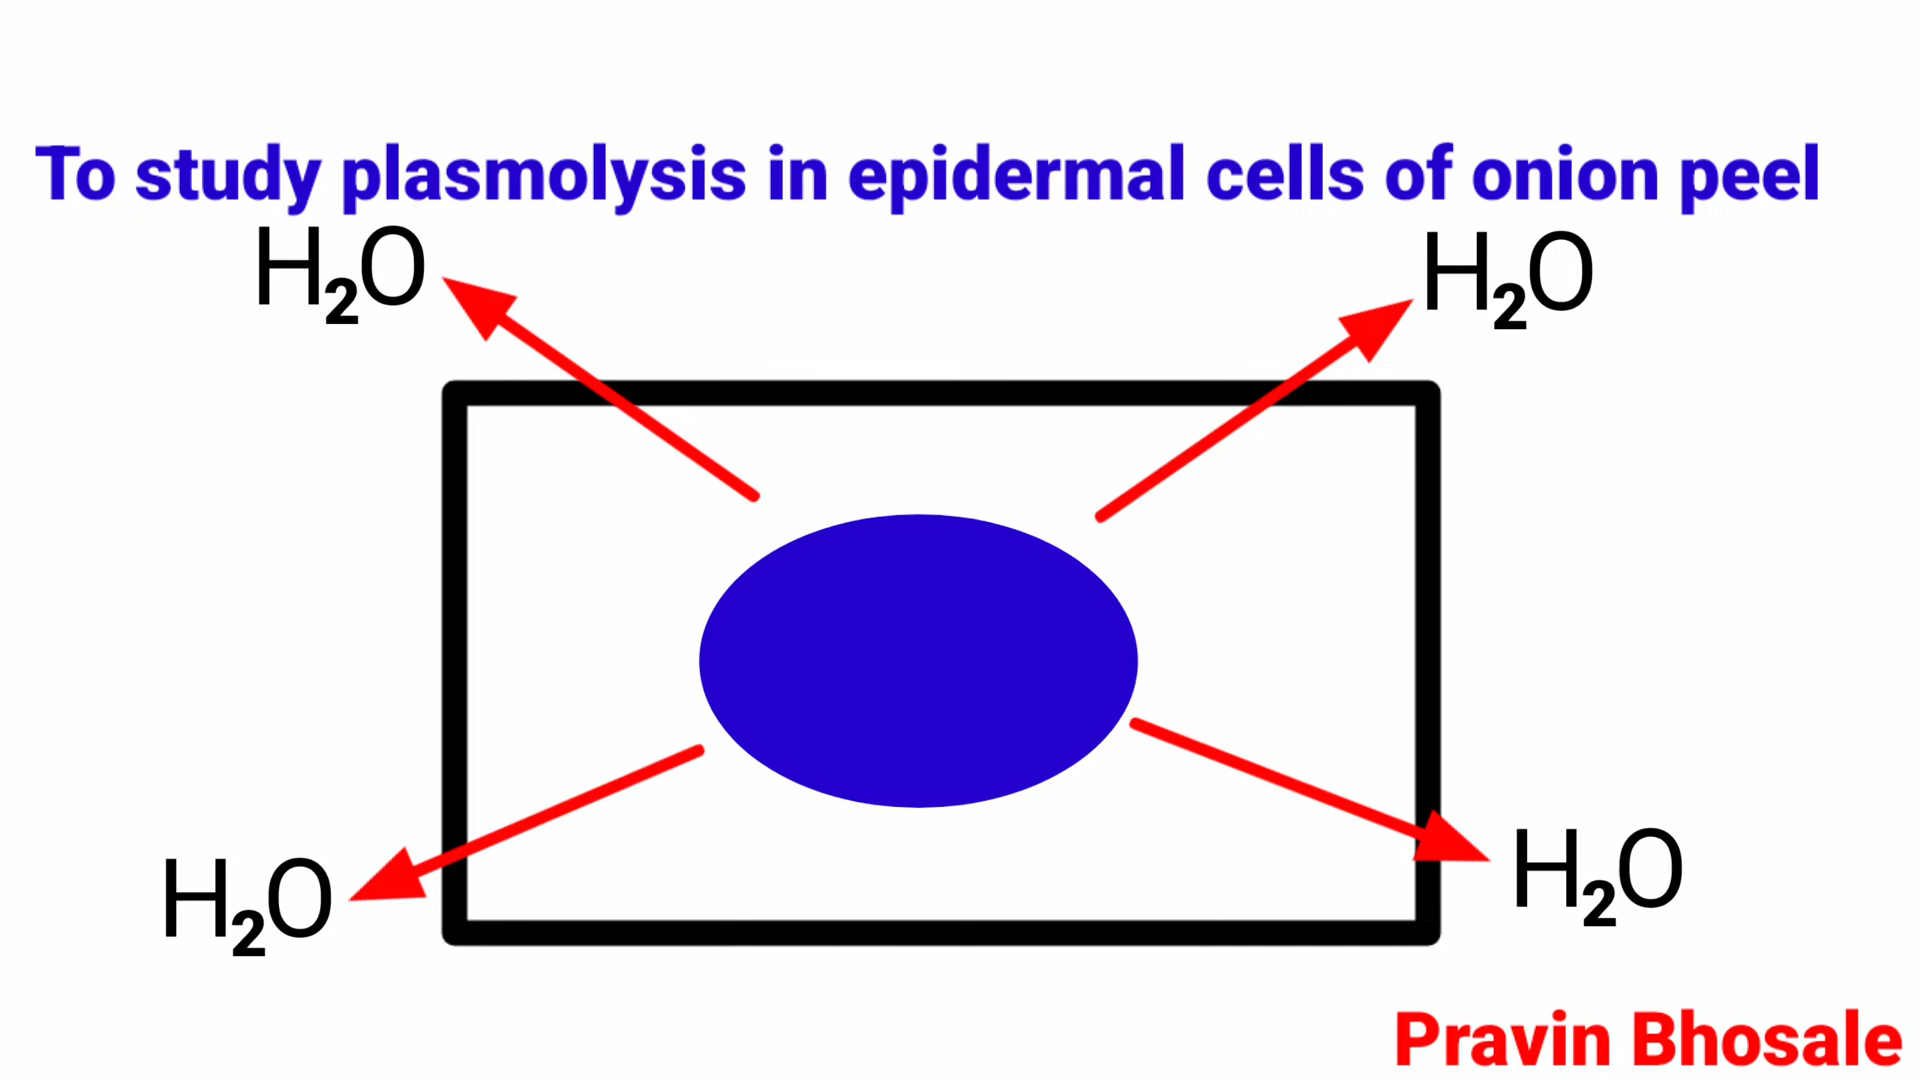 To study plasmolysis in epidermal cells of onion peel
H₂O
H₂O
H₂O
H₂O
Pravin Bhosale